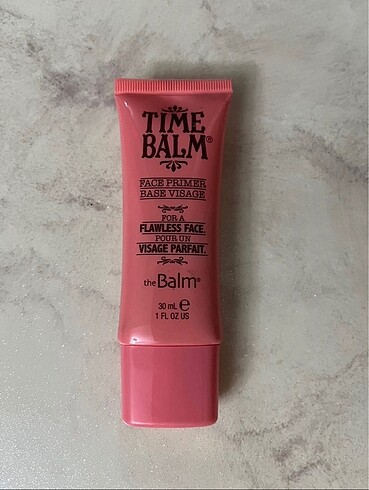 TIME
BALM®
FACE PRIMER
BASE VISAGE
FOR A
FLAWLESS FACE.
POUR UN
VISAGE PARFAIT.
theBalm®
30 mL ℮
1 FL OZ US